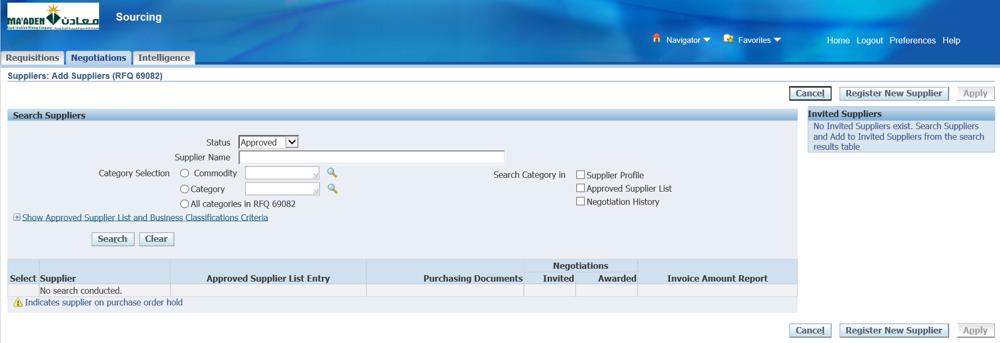 MA'ADEN معادن
Saudi Arabian Mining Company
Sourcing
Navigator
Favorites
Home Logout Preferences Help
Requisitions Negotiations Intelligence
Suppliers: Add Suppliers (RFQ 69082)
Cancel Register New Supplier Apply
Search Suppliers
Status Approved
Supplier Name
Category Selection Commodity
Category
All categories in RFQ 69082
Search Category in Supplier Profile
Approved Supplier List
Negotiation History
Show Approved Supplier List and Business Classifications Criteria
Search Clear
Invited Suppliers
No Invited Suppliers exist. Search Suppliers
and Add to Invited Suppliers from the search
results table
Negotiations
Select Supplier Approved Supplier List Entry Purchasing Documents Invited Awarded Invoice Amount Report
No search conducted.
Indicates supplier on purchase order hold
Cancel Register New Supplier Apply